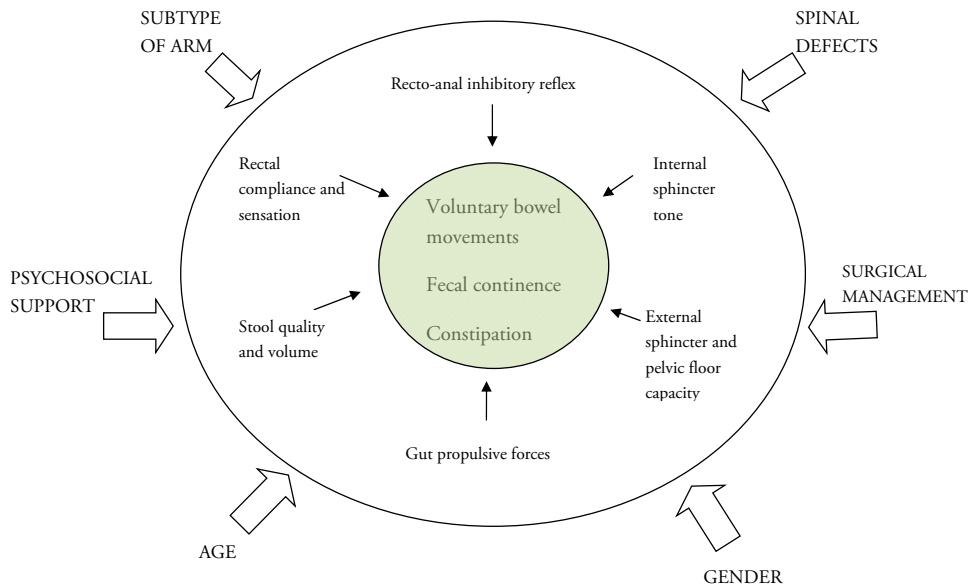 SUBTYPE
OF ARM
SPINAL
DEFECTS
Recto-anal inhibitory reflex
Rectal
compliance and
sensation
Internal
sphincter
tone
Voluntary bowel
movements
Fecal continence
Constipation
PSYCHOSOCIAL
SUPPORT
SURGICAL
MANAGEMENT
Stool quality
and volume
External
sphincter and
pelvic floor
capacity
Gut propulsive forces
AGE
GENDER